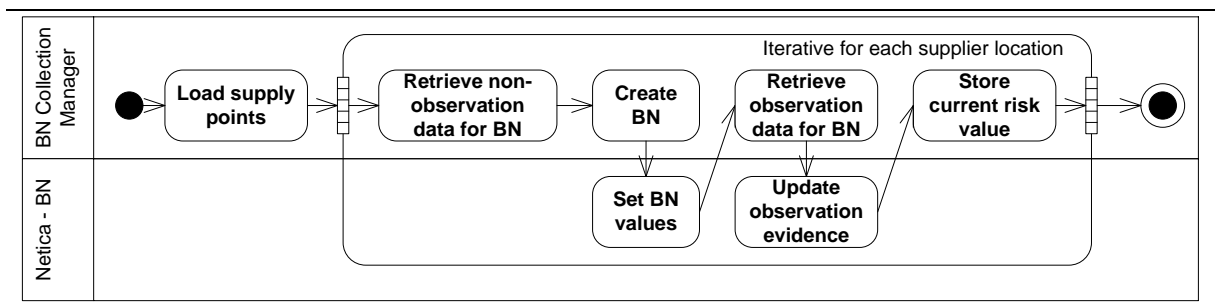 BN Collection
Manager
Iterative for each supplier location
Load supply
points
Retrieve non-
observation
data for BN
Create
BN
Retrieve
observation
data for BN
Store
current risk
value
Netica - BN
Set BN
values
Update
observation
evidence